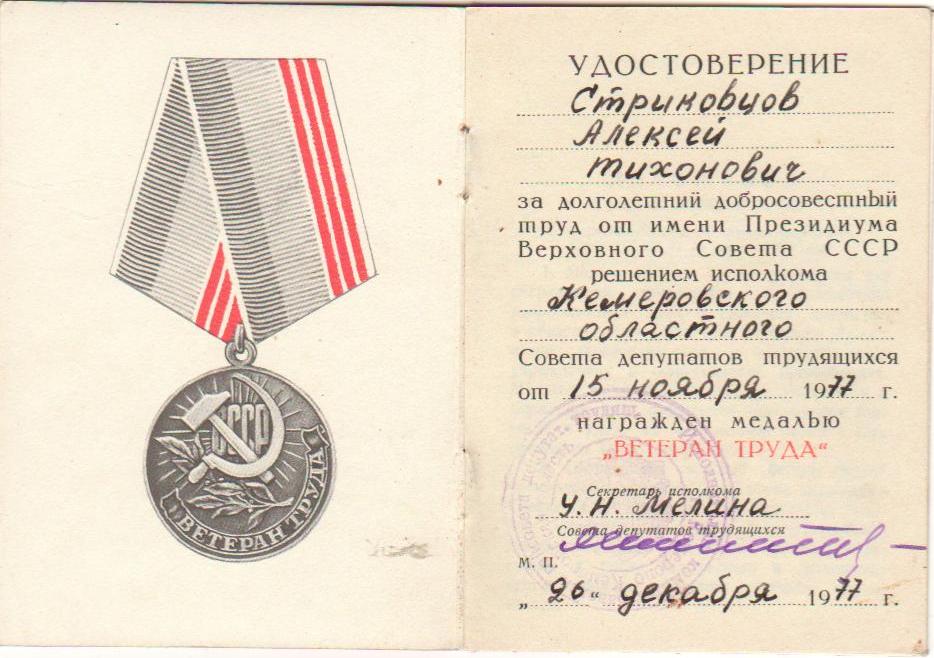 СССР
ВЕТЕРАН ТРУДА
УДОСТОВЕРЕНИЕ
Стриковцов
Алексей
Тихонович
за долголетний добросовестный
труд от имени Президиума
Верховного Совета СССР
решением исполкома
Кемеровского
областного
Совета депутатов трудящихся
от 15 ноября 1977 г.
награжден медалью
„ВЕТЕРАН ТРУДА“
Секретарь исполкома
Ч.Н. Мелина
Совета депутатов трудящихся
М. П.
„26“ декабря 1977 г.